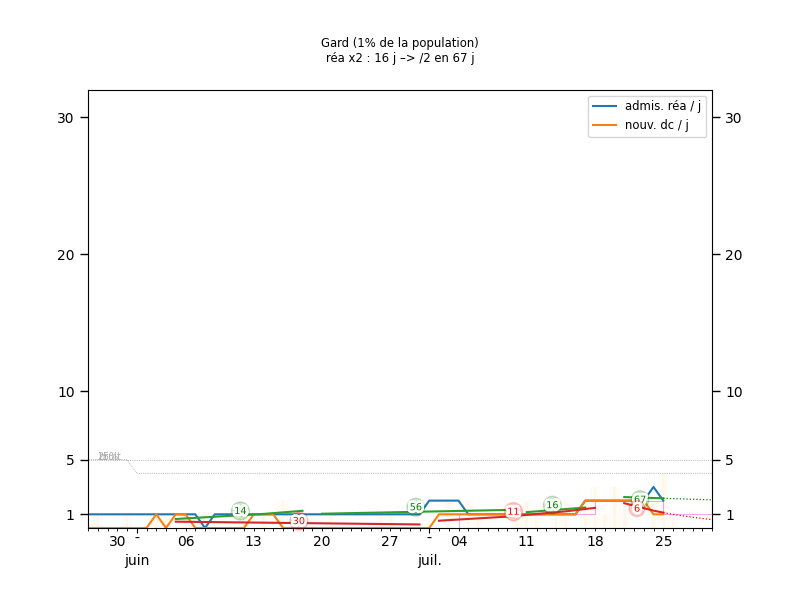 Gard (1% de la population)
réa x2 : 16 j –> /2 en 67 j
admis. réa / j
nouv. dc / j
30 30
20 20
10 10
5 5
1 1
14 30 56 11 16 67 6
30 - 06 13 20 27 - 04 11 18 25
juin juil.